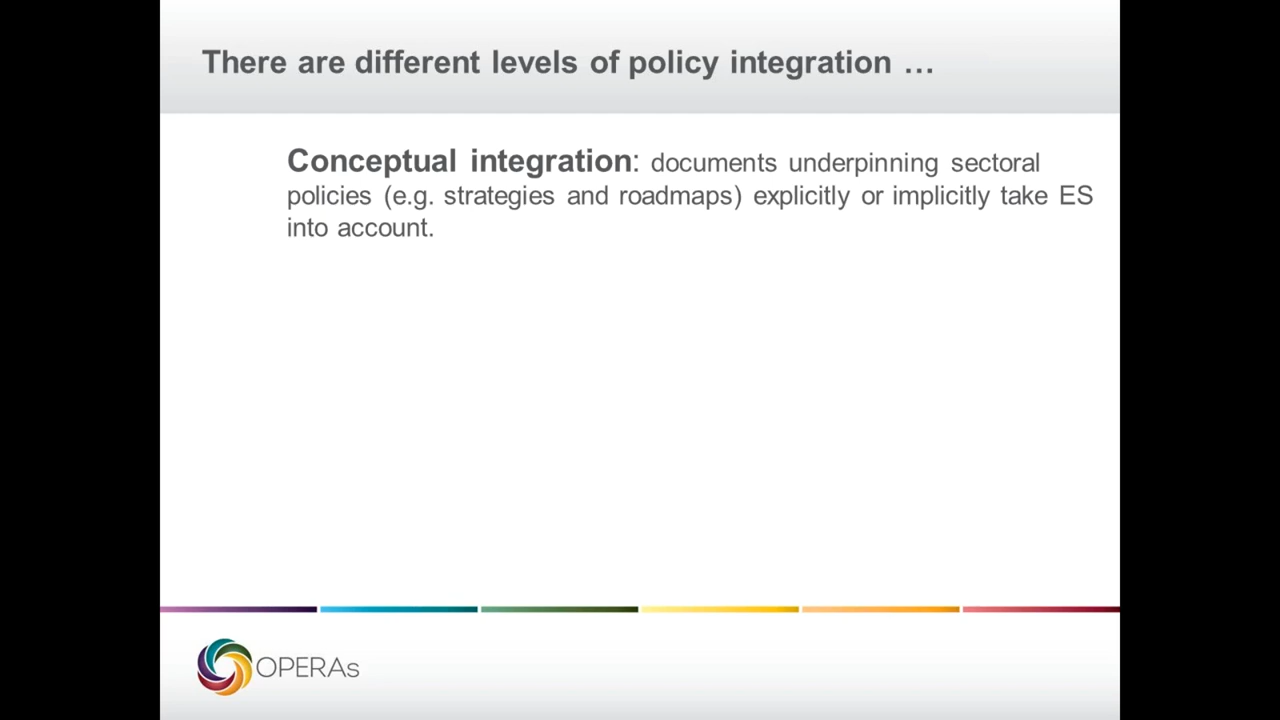 There are different levels of policy integration …
Conceptual integration: documents underpinning sectoral
policies (e.g. strategies and roadmaps) explicitly or implicitly take ES
into account.
OPERAs